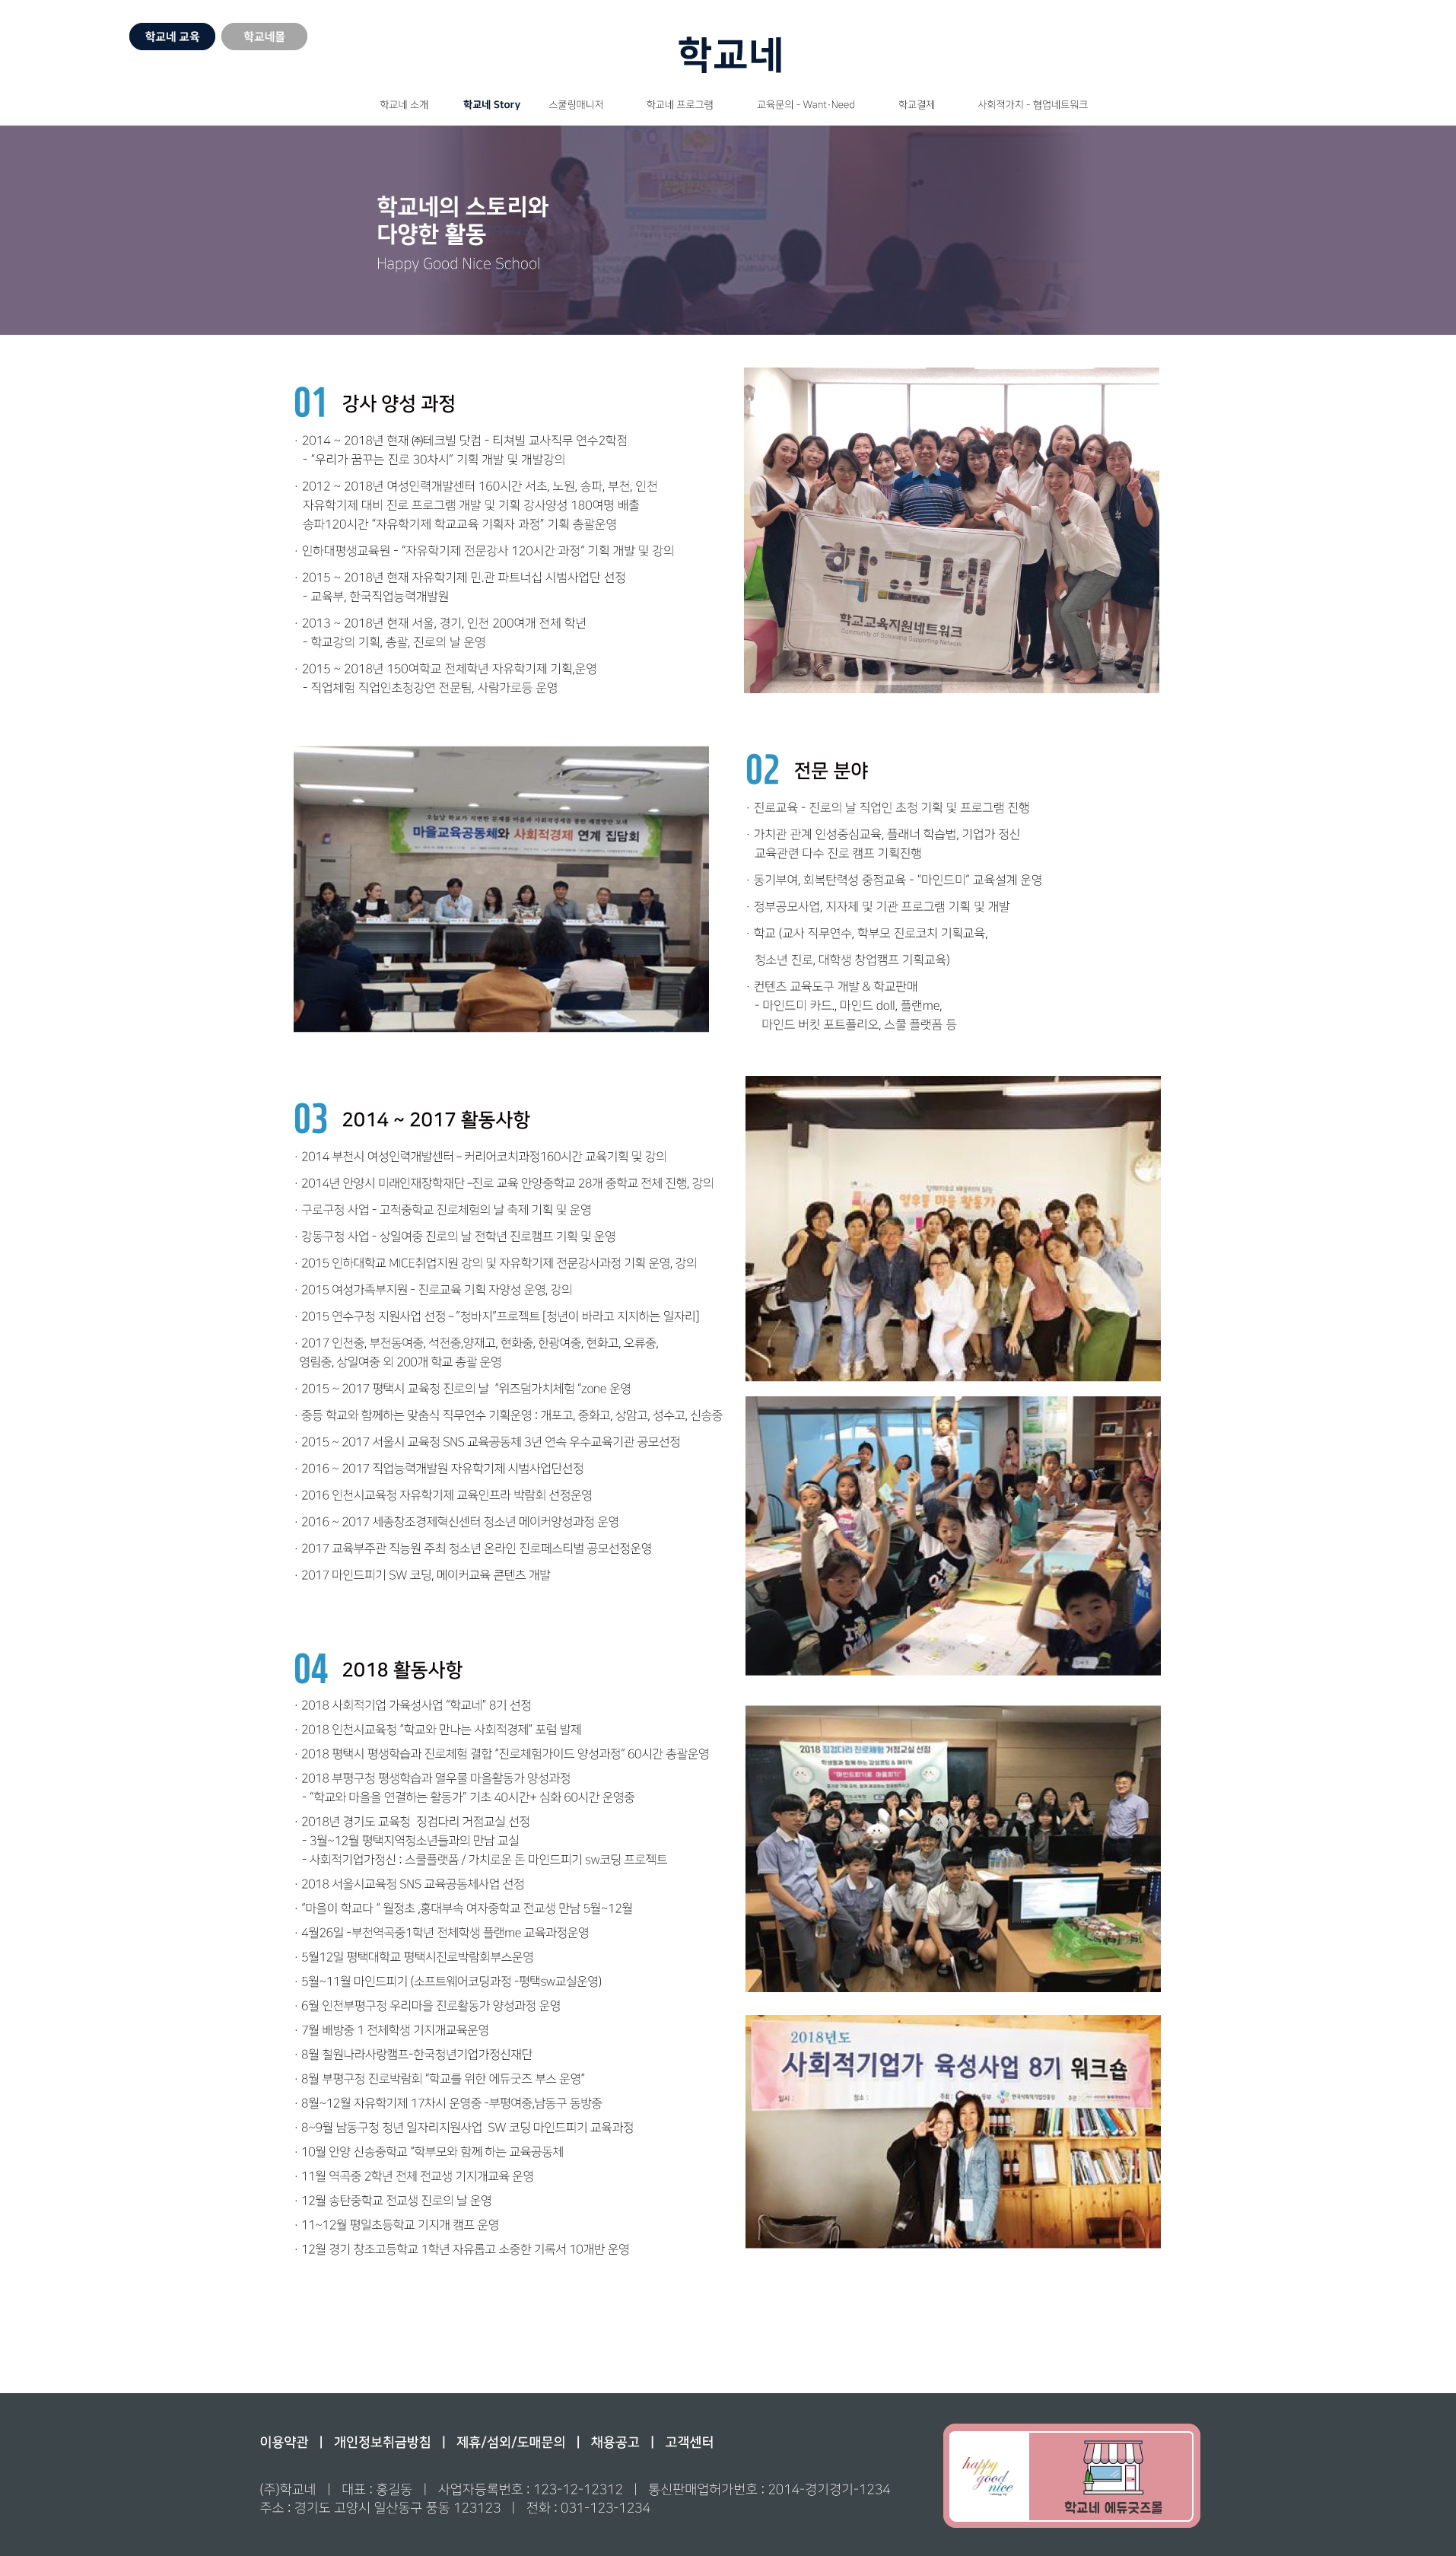 학교네 교육
학교네몰
학교네
학교네 소개
학교네 Story
스쿨링매니저
학교네 프로그램
교육문의 - Want·Need
학교결제
사회적가치 - 협업네트워크
학교네의 스토리와
다양한 활동
Happy Good Nice School
01 강사 양성 과정
· 2014 ~ 2018년 현재 ㈜테크빌 닷컴 - 티쳐빌 교사직무 연수2학점
- “우리가 꿈꾸는 진로 30차시” 기획 개발 및 개발강의
· 2012 ~ 2018년 여성인력개발센터 160시간 서초, 노원, 송파, 부천, 인천
자유학기제 대비 진로 프로그램 개발 및 기획 강사양성 180여명 배출
송파120시간 “자유학기제 학교교육 기획자 과정” 기획 총괄운영
· 인하대평생교육원 - “자유학기제 전문강사 120시간 과정” 기획 개발 및 강의
· 2015 ~ 2018년 현재 자유학기제 민.관 파트너십 시범사업단 선정
- 교육부, 한국직업능력개발원
· 2013 ~ 2018년 현재 서울, 경기, 인천 200여개 전체 학년
- 학교강의 기획, 총괄, 진로의 날 운영
· 2015 ~ 2018년 150여학교 전체학년 자유학기제 기획,운영
- 직업체험 직업인초청강연 전문팀, 사람가로등 운영
학교네
학교교육지원네트워크
Community of Schooling Supporting Network
마을교육공동체와 사회적경제 연계 집담회
02 전문 분야
· 진로교육 - 진로의 날 직업인 초청 기획 및 프로그램 진행
· 가치관 관계 인성중심교육, 플래너 학습법, 기업가 정신
교육관련 다수 진로 캠프 기획진행
· 동기부여, 회복탄력성 중점교육 - “마인드미” 교육설계 운영
· 정부공모사업, 지자체 및 기관 프로그램 기획 및 개발
· 학교 (교사 직무연수, 학부모 진로코치 기획교육,
청소년 진로, 대학생 창업캠프 기획교육)
· 컨텐츠 교육도구 개발 & 학교판매
- 마인드미 카드., 마인드 doll, 플랜me,
마인드 버킷 포트폴리오, 스쿨 플랫폼 등
03 2014 ~ 2017 활동사항
· 2014 부천시 여성인력개발센터 – 커리어코치과정160시간 교육기획 및 강의
· 2014년 안양시 미래인재장학재단 –진로 교육 안양중학교 28개 중학교 전체 진행, 강의
· 구로구청 사업 - 고척중학교 진로체험의 날 축제 기획 및 운영
· 강동구청 사업 - 상일여중 진로의 날 전학년 진로캠프 기획 및 운영
· 2015 인하대학교 MICE취업지원 강의 및 자유학기제 전문강사과정 기획 운영, 강의
· 2015 여성가족부지원 - 진로교육 기획 자양성 운영, 강의
· 2015 연수구청 지원사업 선정 – “청바지”프로젝트 [청년이 바라고 지지하는 일자리]
· 2017 인천중, 부천동여중, 석천중,양재고, 현화중, 한광여중, 현화고, 오류중,
영림중, 상일여중 외 200개 학교 총괄 운영
· 2015 ~ 2017 평택시 교육청 진로의 날 “위즈덤가치체험 “zone 운영
· 중등 학교와 함께하는 맞춤식 직무연수 기획운영 : 개포고, 중화고, 상암고, 성수고, 신송중
· 2015 ~ 2017 서울시 교육청 SNS 교육공동체 3년 연속 우수교육기관 공모선정
· 2016 ~ 2017 직업능력개발원 자유학기제 시범사업단선정
· 2016 인천시교육청 자유학기제 교육인프라 박람회 선정운영
· 2016 ~ 2017 세종창조경제혁신센터 청소년 메이커양성과정 운영
· 2017 교육부주관 직능원 주최 청소년 온라인 진로페스티벌 공모선정운영
· 2017 마인드피기 SW 코딩, 메이커교육 콘텐츠 개발
열우물 마을 활동가
04 2018 활동사항
· 2018 사회적기업 가육성사업 “학교네” 8기 선정
· 2018 인천시교육청 “학교와 만나는 사회적경제” 포럼 발제
· 2018 평택시 평생학습과 진로체험 결합 “진로체험가이드 양성과정” 60시간 총괄운영
· 2018 부평구청 평생학습과 열우물 마을활동가 양성과정
- “학교와 마을을 연결하는 활동가” 기초 40시간+ 심화 60시간 운영중
· 2018년 경기도 교육청 징검다리 거점교실 선정
- 3월~12월 평택지역청소년들과의 만남 교실
- 사회적기업가정신 : 스쿨플랫폼 / 가치로운 돈 마인드피기 sw코딩 프로젝트
· 2018 서울시교육청 SNS 교육공동체사업 선정
· “마을이 학교다 “ 월정초 ,홍대부속 여자중학교 전교생 만남 5월~12월
· 4월26일 -부천역곡중1학년 전체학생 플랜me 교육과정운영
· 5월12일 평택대학교 평택시진로박람회부스운영
· 5월~11월 마인드피기 (소프트웨어코딩과정 -평택sw교실운영)
· 6월 인천부평구청 우리마을 진로활동가 양성과정 운영
· 7월 배방중 1 전체학생 기지개교육운영
· 8월 철원나라사랑캠프-한국청년기업가정신재단
· 8월 부평구청 진로박람회 “학교를 위한 에듀굿즈 부스 운영”
· 8월~12월 자유학기제 17차시 운영중 -부평여중,남동구 동방중
· 8~9월 남동구청 청년 일자리지원사업 SW 코딩 마인드피기 교육과정
· 10월 안양 신송중학교 “학부모와 함께 하는 교육공동체
· 11월 역곡중 2학년 전체 전교생 기지개교육 운영
· 12월 송탄중학교 전교생 진로의 날 운영
· 11~12월 평일초등학교 기지개 캠프 운영
· 12월 경기 창조고등학교 1학년 자유롭고 소중한 기록서 10개반 운영
2018 징검다리 진로체험 거점교실 선정
2018년도
사회적기업가 육성사업 8기 워크숍
일시 :
장소 :
이용약관 | 개인정보취금방침 | 제휴/섬외/도매문의 | 채용공고 | 고객센터
(주)학교네 | 대표 : 홍길동 | 사업자등록번호 : 123-12-12312 | 통신판매업허가번호 : 2014-경기경기-1234
주소 : 경기도 고양시 일산동구 풍동 123123 | 전화 : 031-123-1234
happy
good
nice
학교네 에듀굿즈몰